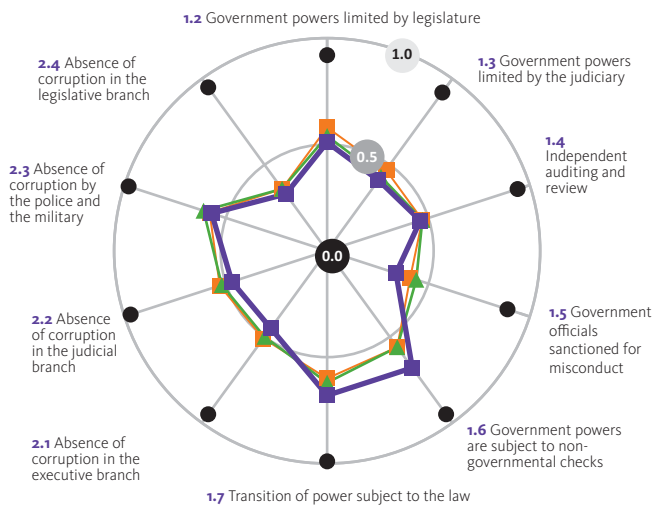 1.2 Government powers limited by legislature
1.0
1.3 Government powers
limited by the judiciary
2.4 Absence of
corruption in the
legislative branch
1.4
Independent
auditing and
review
0.5
2.3 Absence of
corruption by
the police and
the military
0.0
1.5 Government
officials
sanctioned for
misconduct
2.2 Absence
of corruption
in the judicial
branch
1.6 Government powers
are subject to non-
governmental checks
2.1 Absence of
corruption in the
executive branch
1.7 Transition of power subject to the law